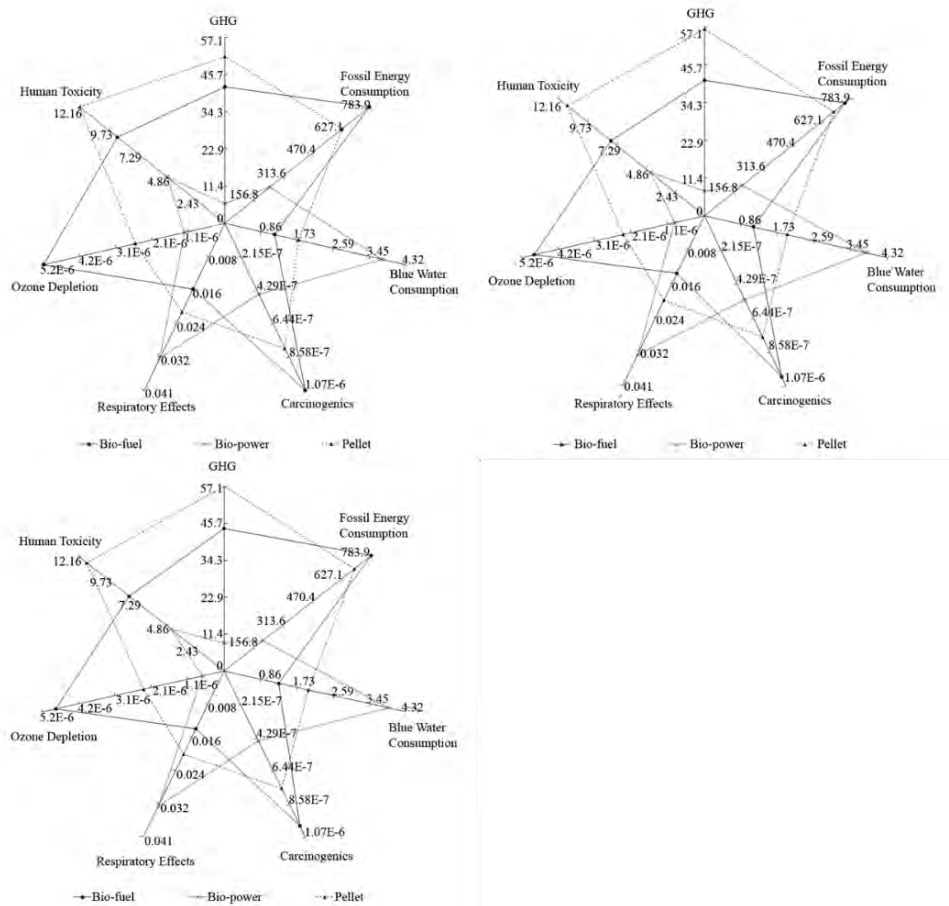 GHG
57.1
45.7
34.3
22.9
11.4
0
Fossil Energy
Consumption
783.9
627.1
470.4
313.6
156.8
Human Toxicity
12.16
9.73
7.29
4.86
2.43
0.86
1.73
2.59
3.45
4.32
Blue Water
Consumption
5.2E-6
4.2E-6
3.1E-6
2.1E-6
1.1E-6
Ozone Depletion
0.008
0.016
0.024
0.032
0.041
Respiratory Effects
2.15E-7
4.29E-7
6.44E-7
8.58E-7
1.07E-6
Carcinogenics
Bio-fuel Bio-power Pellet
GHG
57.1
45.7
34.3
22.9
11.4
0
Fossil Energy
Consumption
783.9
627.1
470.4
313.6
156.8
Human Toxicity
12.16
9.73
7.29
4.86
2.43
0.86
1.73
2.59
3.45
4.32
Blue Water
Consumption
5.2E-6
4.2E-6
3.1E-6
2.1E-6
1.1E-6
Ozone Depletion
0.008
0.016
0.024
0.032
0.041
Respiratory Effects
2.15E-7
4.29E-7
6.44E-7
8.58E-7
1.07E-6
Carcinogenics
Bio-fuel Bio-power Pellet
GHG
57.1
45.7
34.3
22.9
11.4
0
Fossil Energy
Consumption
783.9
627.1
470.4
313.6
156.8
Human Toxicity
12.16
9.73
7.29
4.86
2.43
0.86
1.73
2.59
3.45
4.32
Blue Water
Consumption
5.2E-6
4.2E-6
3.1E-6
2.1E-6
1.1E-6
Ozone Depletion
0.008
0.016
0.024
0.032
0.041
Respiratory Effects
2.15E-7
4.29E-7
6.44E-7
8.58E-7
1.07E-6
Carcinogenics
Bio-fuel Bio-power Pellet